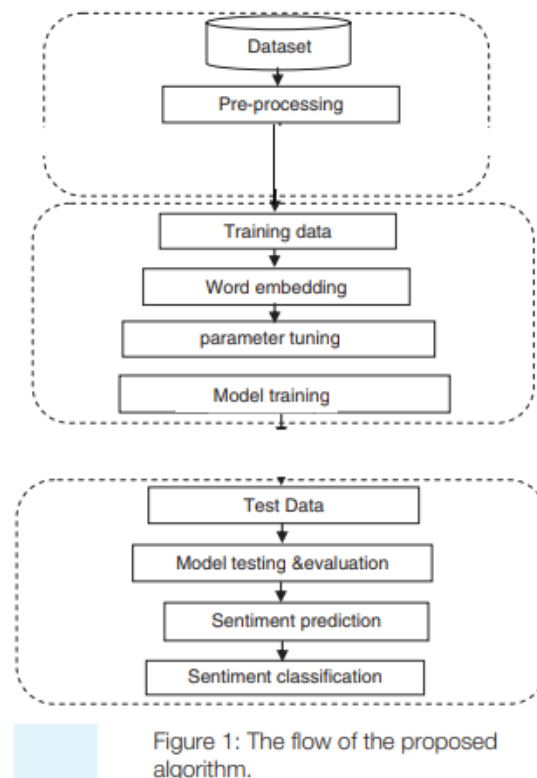 Dataset
Pre-processing
Training data
Word embedding
parameter tuning
Model training
Test Data
Model testing &evaluation
Sentiment prediction
Sentiment classification
Figure 1: The flow of the proposed
algorithm.